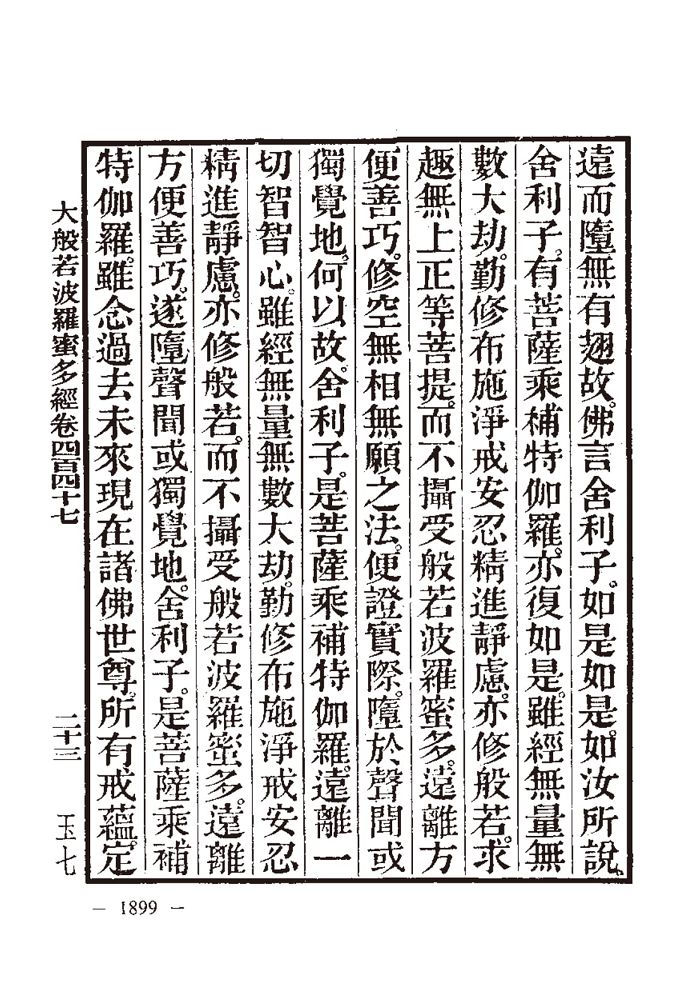 遠而墮無有翅故。佛言舍利子。如是如是。如汝所說、
舍利子。有菩薩乘補特伽羅。亦復如是。雖經無量無
數大劫。勤修布施淨戒安忍精進靜慮。亦修般若。求
趣無上正等菩提。而不攝受般若波羅蜜多。遠離方
便善巧。修空無相無願之法。便證實際。墮於聲聞或
獨覺地。何以故。舍利子。是菩薩乘補特伽羅。遠離一
切智智心。雖經無量無數大劫。勤修布施淨戒安忍
精進靜慮。亦修般若。而不攝受般若波羅蜜多。遠離
方便善巧。遂墮聲聞或獨覺地。舍利子。是菩薩乘補
特伽羅。雖念過去未來現在諸佛世尊。所有戒蘊。定
大般若波羅蜜多經卷四百四十七 二十三 玉七
— 1899 —